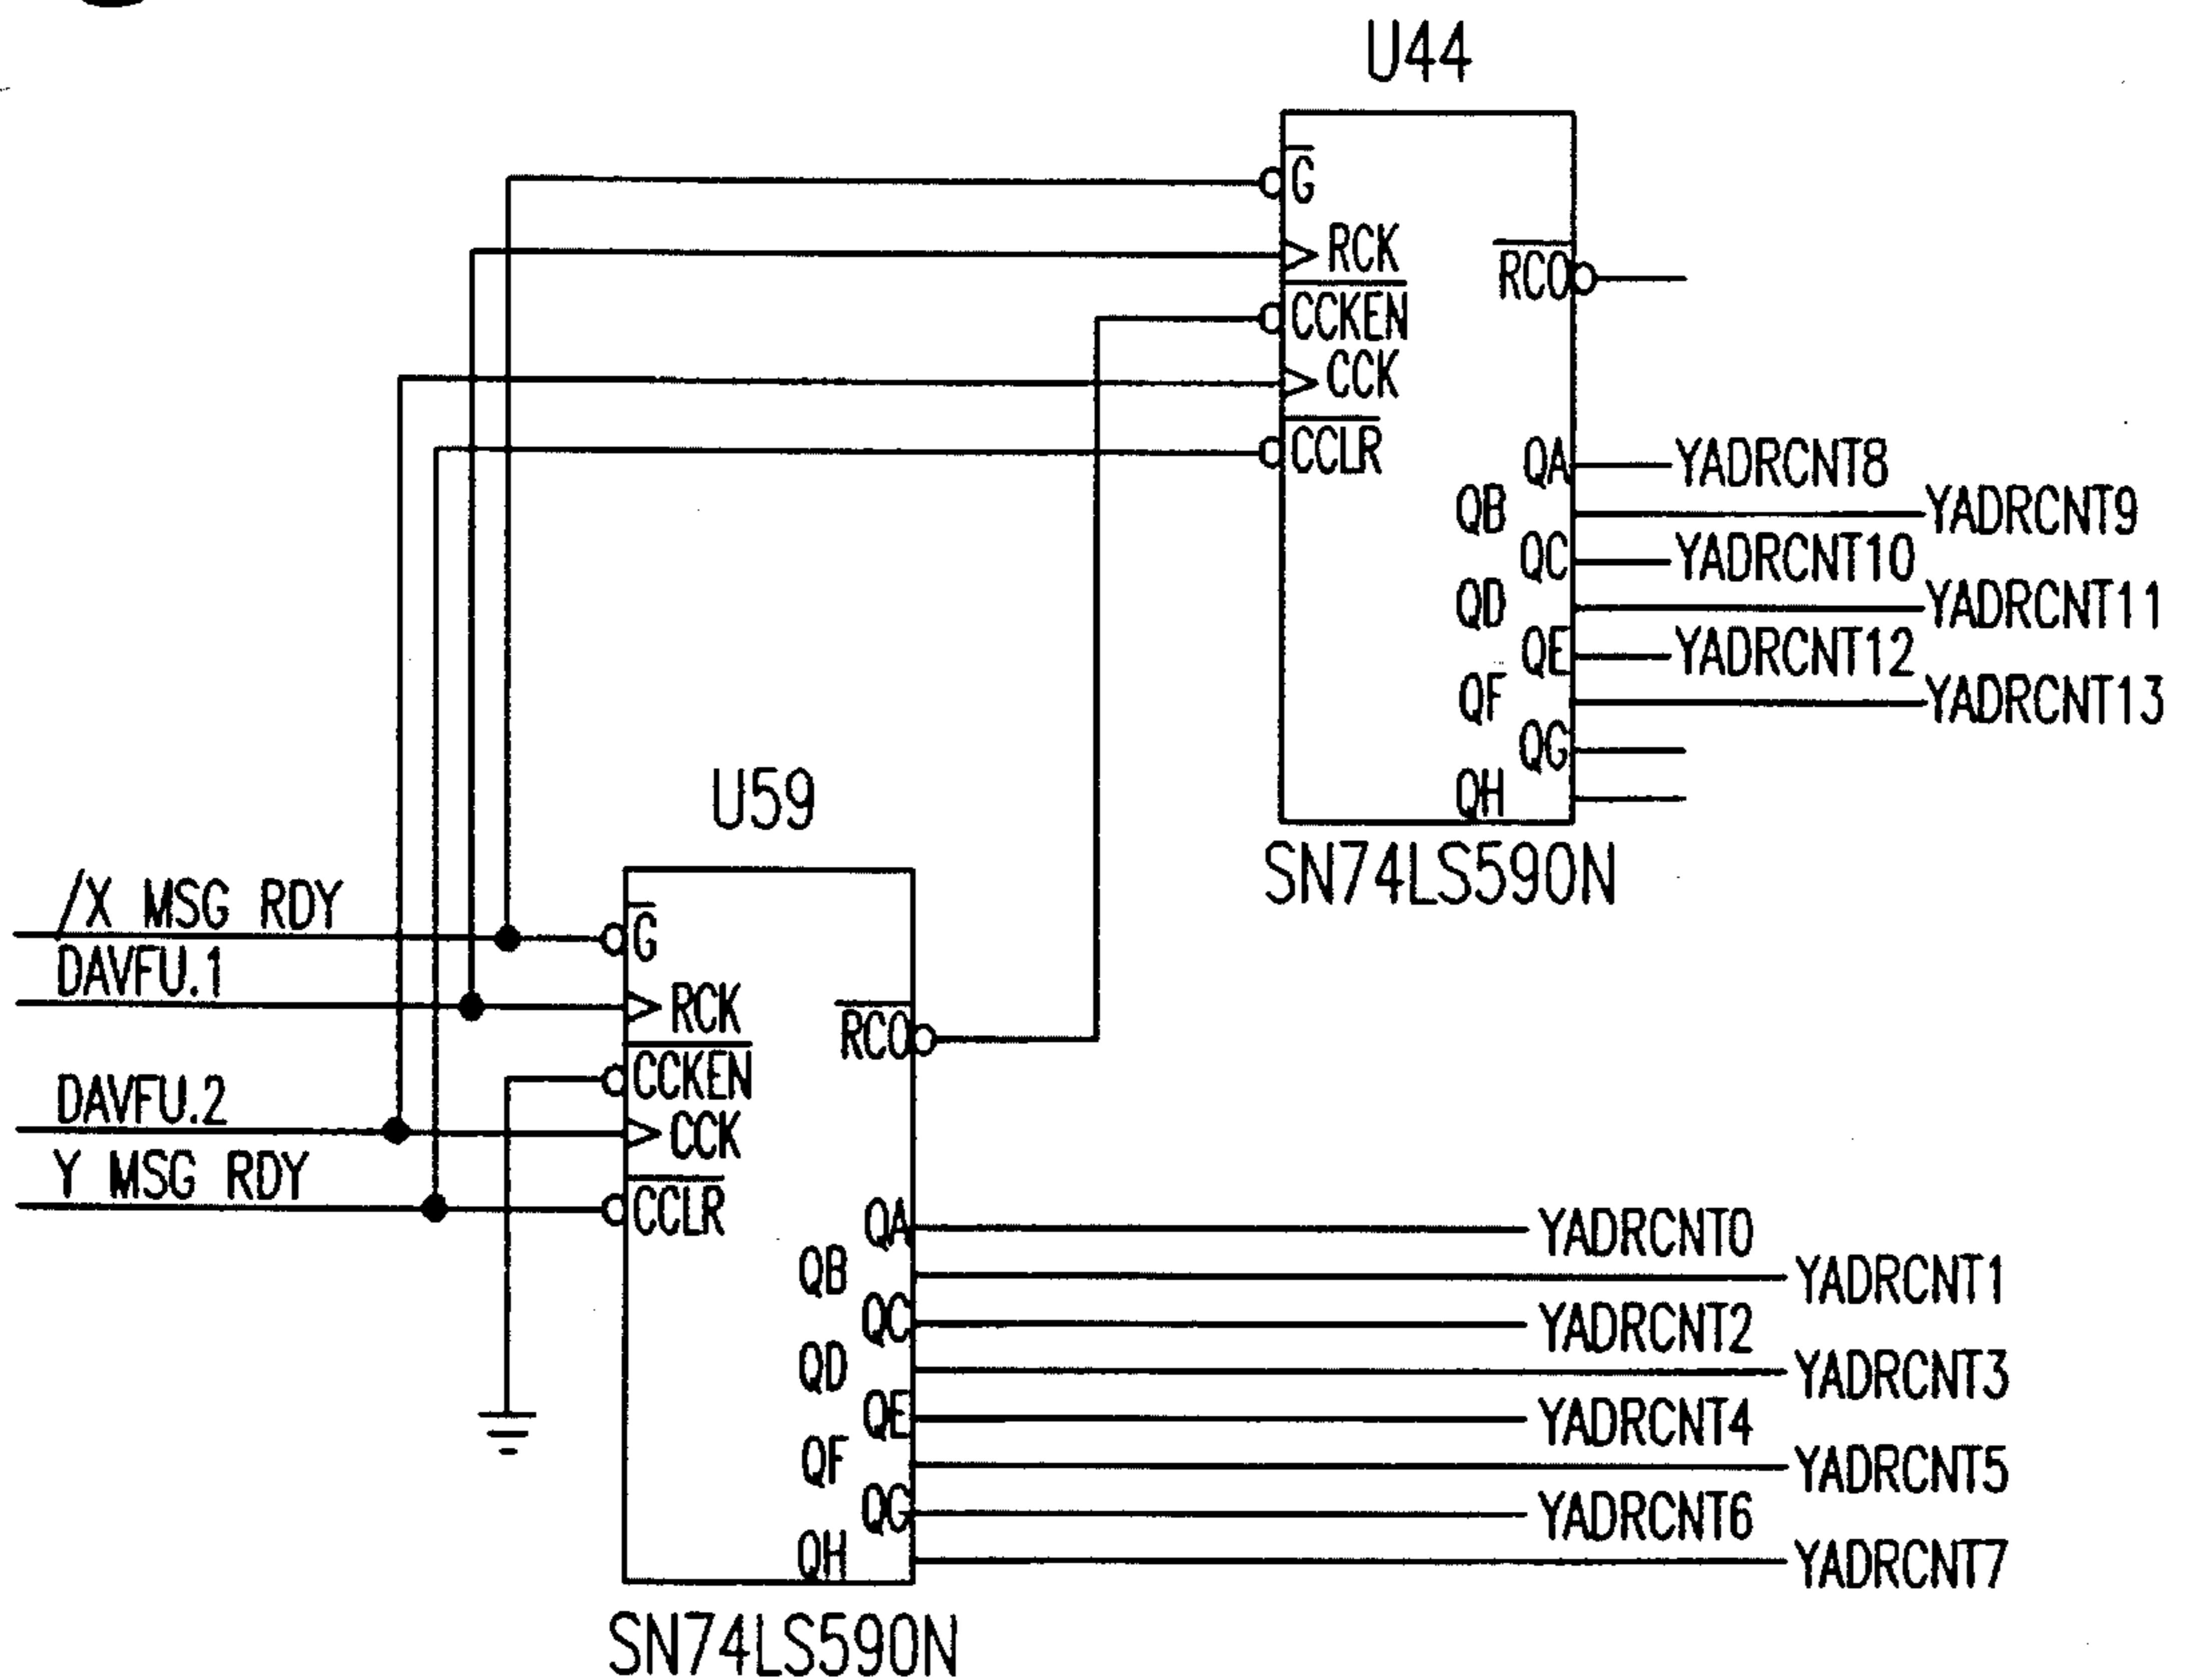 U44
G
RCK
RCO
CCKEN
CCK
CCLR
QA YADRCNT8
QB YADRCNT9
QC YADRCNT10
QD YADRCNT11
QE YADRCNT12
QF YADRCNT13
QG
QH
SN74LS590N
U59
/X MSG RDY
G
DAVFU.1
RCK
RCO
CCKEN
DAVFU.2
CCK
Y MSG RDY
CCLR
QA YADRCNT0
QB YADRCNT1
QC YADRCNT2
QD YADRCNT3
QE YADRCNT4
QF YADRCNT5
QG YADRCNT6
QH YADRCNT7
SN74LS590N